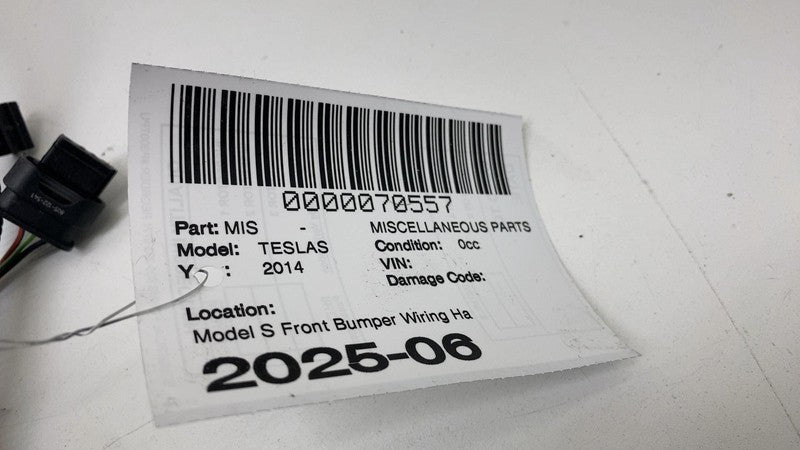 0000070557
Part: MIS - MISCELLANEOUS PARTS
Model: TESLAS Condition: 0cc
Y r: 2014 VIN:
Damage Code:
Location:
Model S Front Bumper Wiring Ha
2025-06